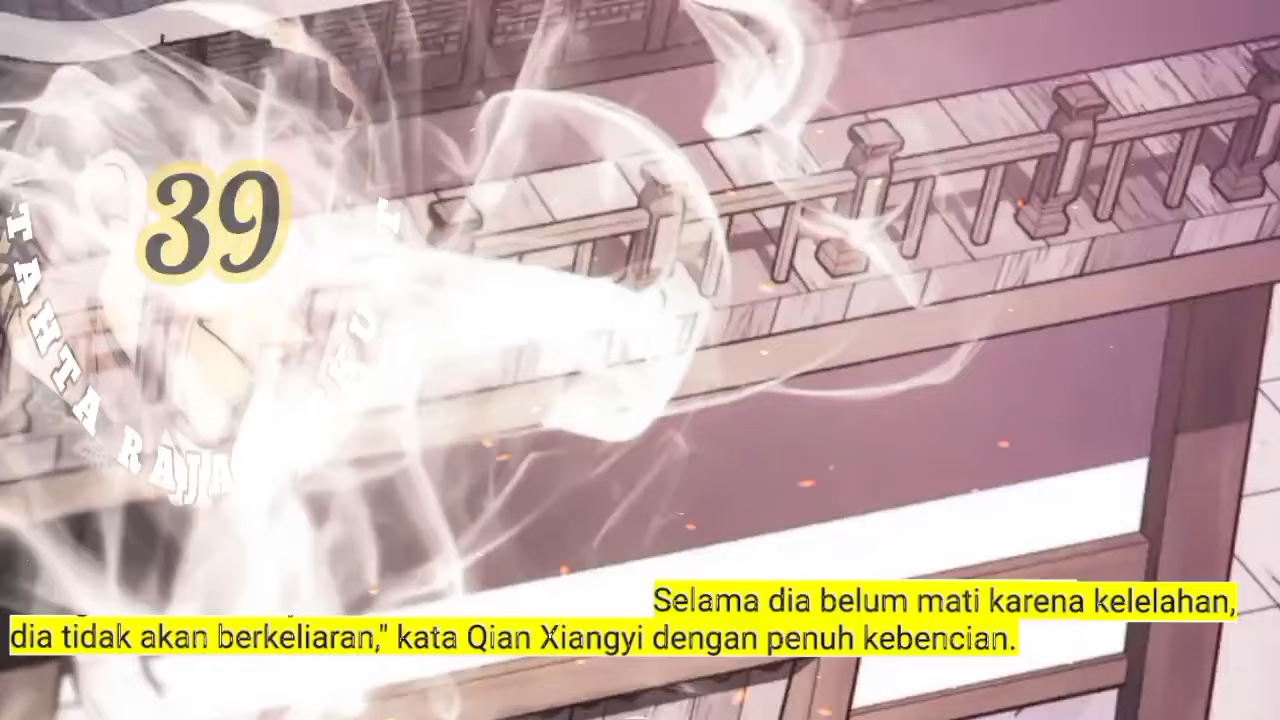 39
TAHTA RAJA
Selama dia belum mati karena kelelahan,
dia tidak akan berkeliaran," kata Qian Xiangyi dengan penuh kebencian.